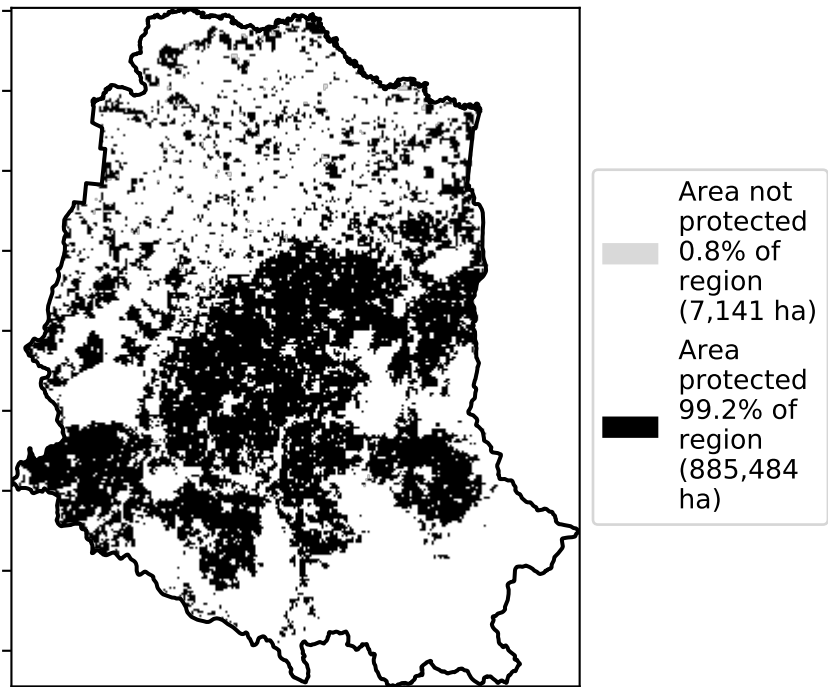 Area not
protected
0.8% of
region
(7,141 ha)
Area
protected
99.2% of
region
(885,484
ha)